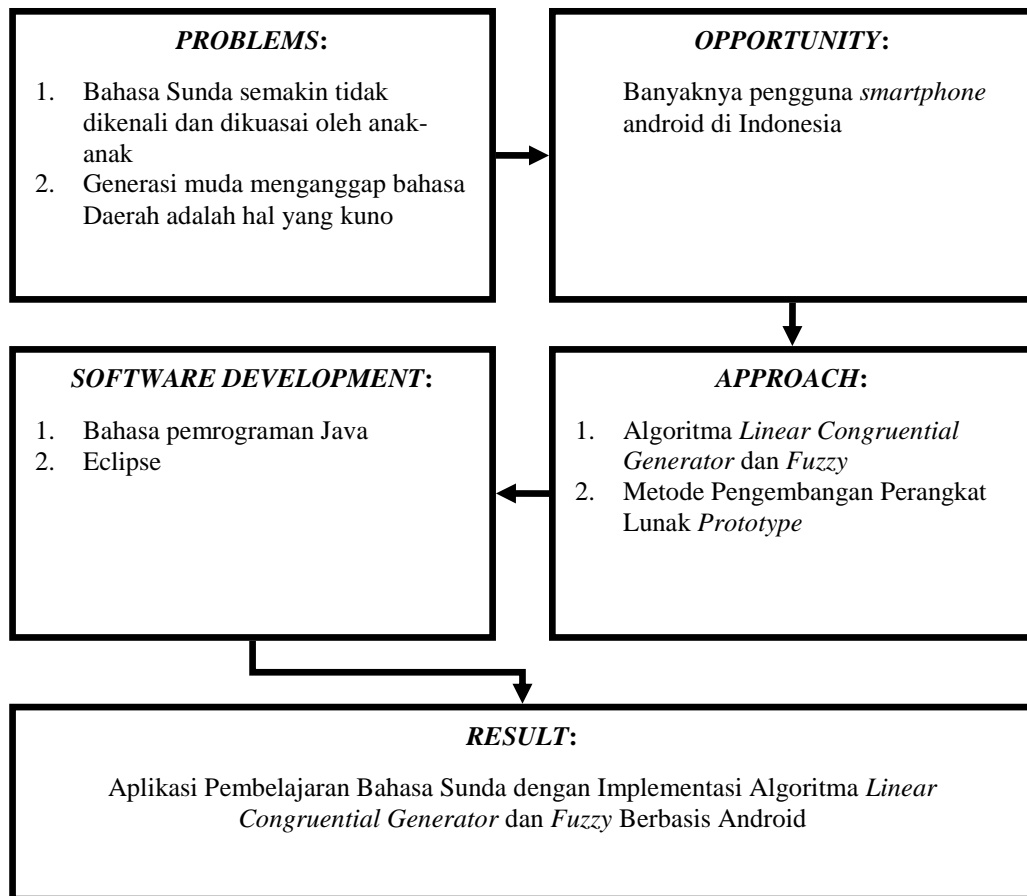 PROBLEMS:
1. Bahasa Sunda semakin tidak
dikenali dan dikuasai oleh anak-
anak
2. Generasi muda menganggap bahasa
Daerah adalah hal yang kuno
OPPORTUNITY:
Banyaknya pengguna smartphone
android di Indonesia
APPROACH:
1. Algoritma Linear Congruential
Generator dan Fuzzy
2. Metode Pengembangan Perangkat
Lunak Prototype
SOFTWARE DEVELOPMENT:
1. Bahasa pemrograman Java
2. Eclipse
RESULT:
Aplikasi Pembelajaran Bahasa Sunda dengan Implementasi Algoritma Linear
Congruential Generator dan Fuzzy Berbasis Android